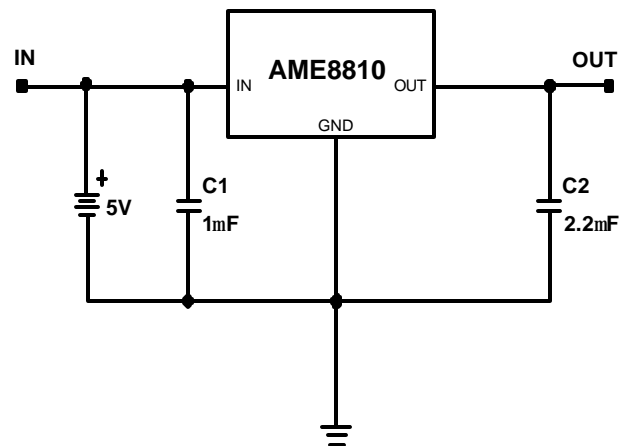 IN
OUT
AME8810
IN
OUT
GND
+
5V
C1
1mF
C2
2.2mF